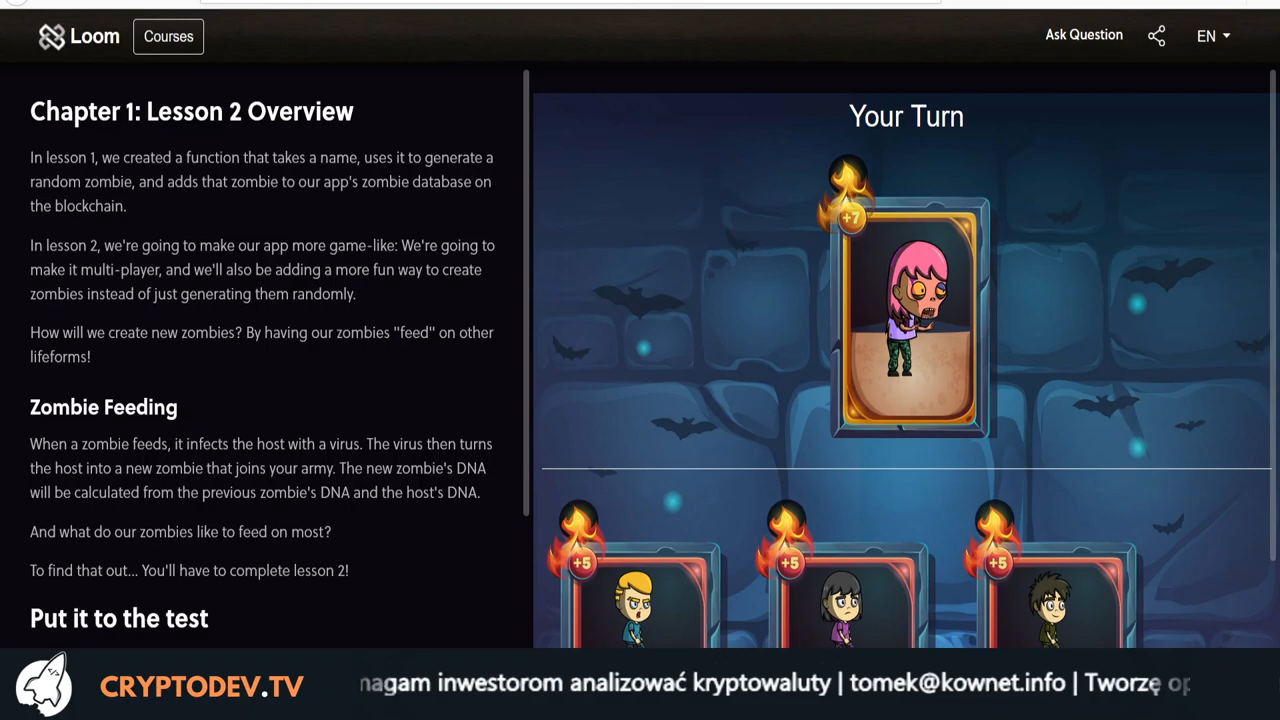 Loom
Courses
Ask Question
EN
Chapter 1: Lesson 2 Overview
In lesson 1, we created a function that takes a name, uses it to generate a
random zombie, and adds that zombie to our app's zombie database on
the blockchain.
In lesson 2, we're going to make our app more game-like: We're going to
make it multi-player, and we'll also be adding a more fun way to create
zombies instead of just generating them randomly.
How will we create new zombies? By having our zombies "feed" on other
lifeforms!
Zombie Feeding
When a zombie feeds, it infects the host with a virus. The virus then turns
the host into a new zombie that joins your army. The new zombie's DNA
will be calculated from the previous zombie's DNA and the host's DNA.
And what do our zombies like to feed on most?
To find that out... You'll have to complete lesson 2!
Put it to the test
Your Turn
+7
+5
+5
+5
CRYPTODEV.TV
inwestorom analizować kryptowaluty | tomek@kownet.info | Tworzę